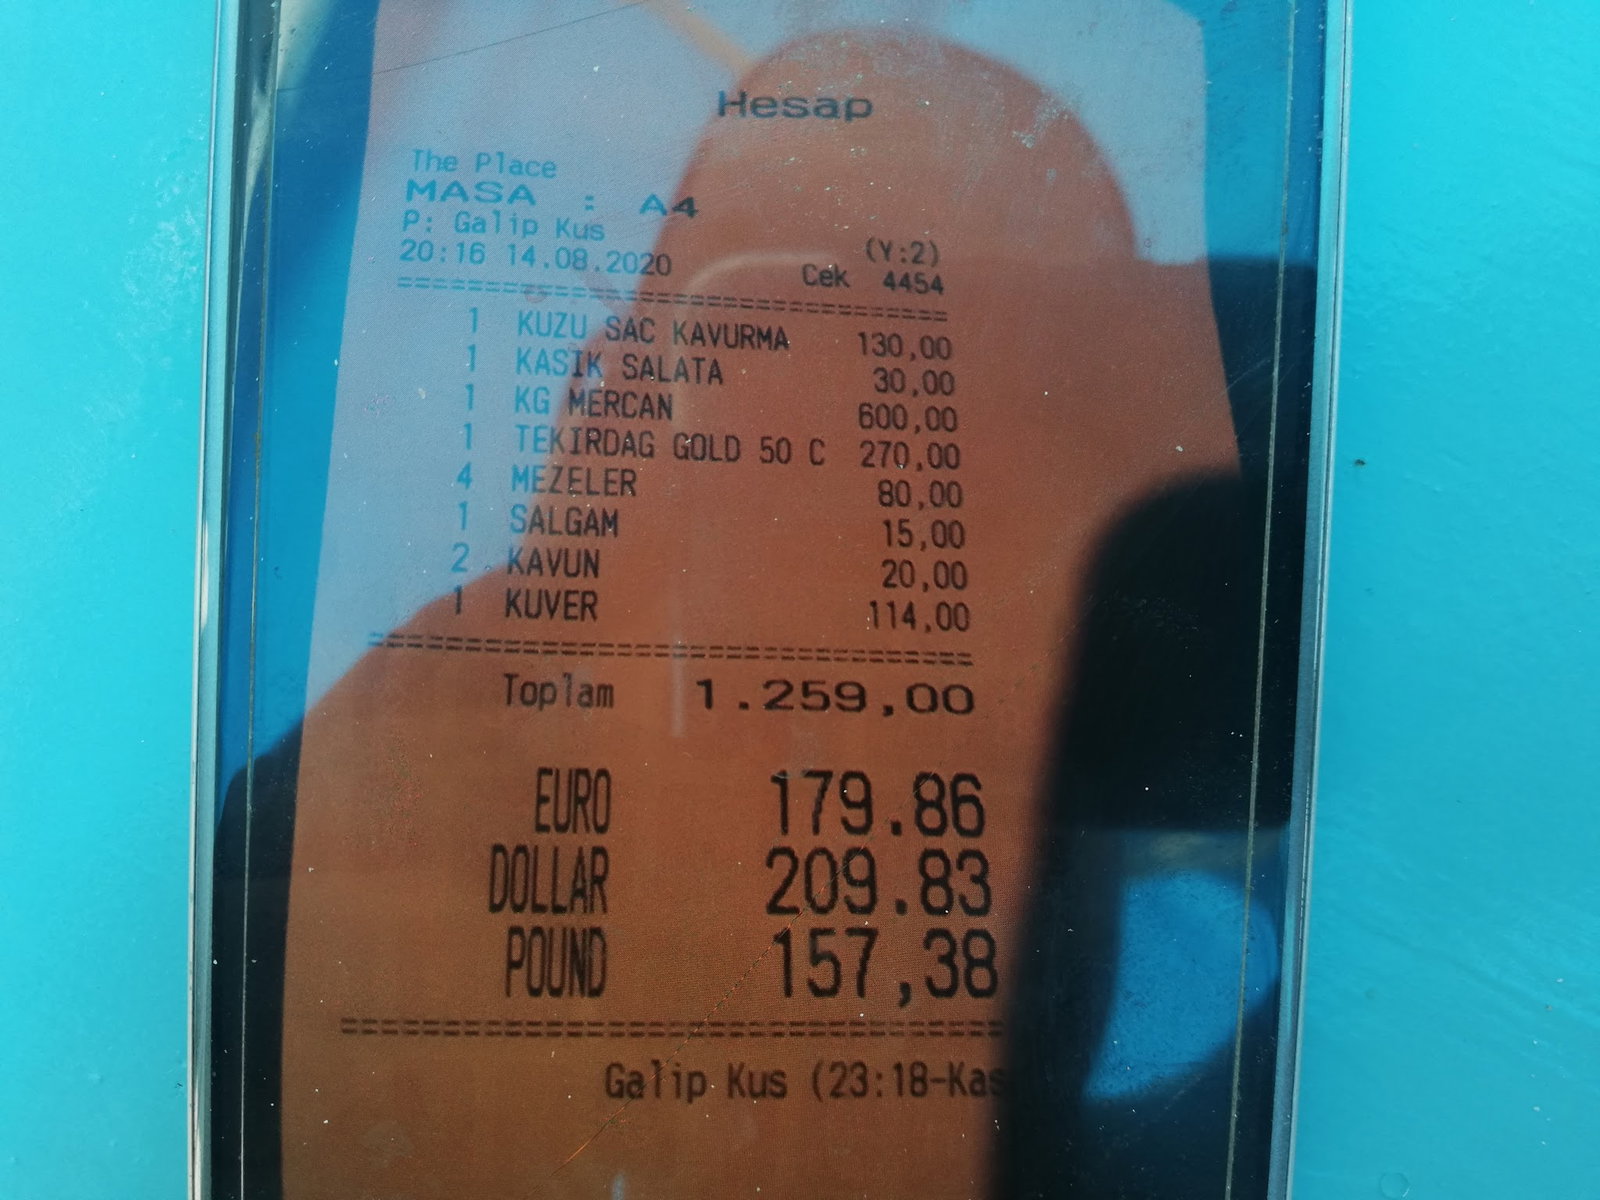 Hesap
The Place
MASA : A4
P: Galip Kus (Y:2)
20:16 14.08.2020 Cek 4454
==========================================
1 KUZU SAC KAVURMA 130,00
1 KASIK SALATA 30,00
1 KG MERCAN 600,00
1 TEKIRDAG GOLD 50 C 270,00
4 MEZELER 80,00
1 SALGAM 15,00
2 KAVUN 20,00
1 KUVER 114,00
==========================================
Toplam 1.259,00
EURO 179.86
DOLLAR 209.83
POUND 157,38
==========================================
Galip Kus (23:18-Kas